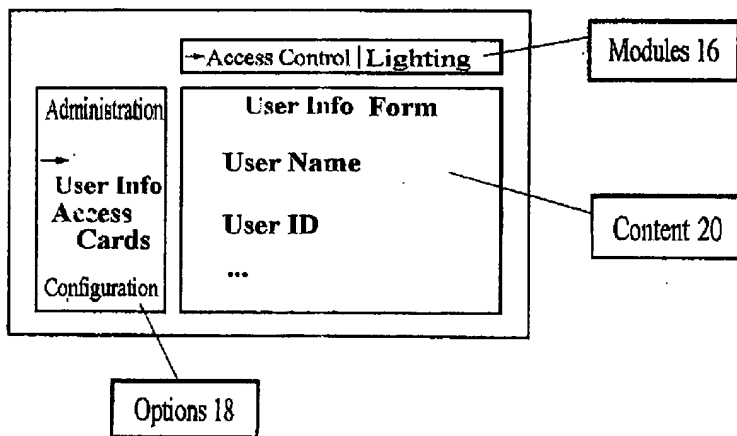 →Access Control | Lighting
Modules 16
Administration
→
User Info
Access
Cards
Configuration
User Info Form
User Name
User ID
...
Content 20
Options 18